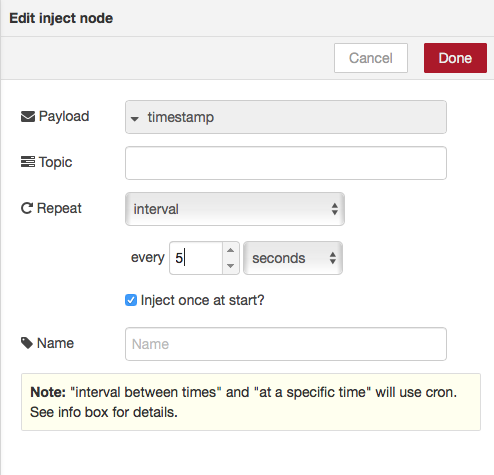 Edit inject node
Cancel Done
Payload timestamp
Topic
Repeat interval
every 5 seconds
Inject once at start?
Name Name
Note: "interval between times" and "at a specific time" will use cron.
See info box for details.